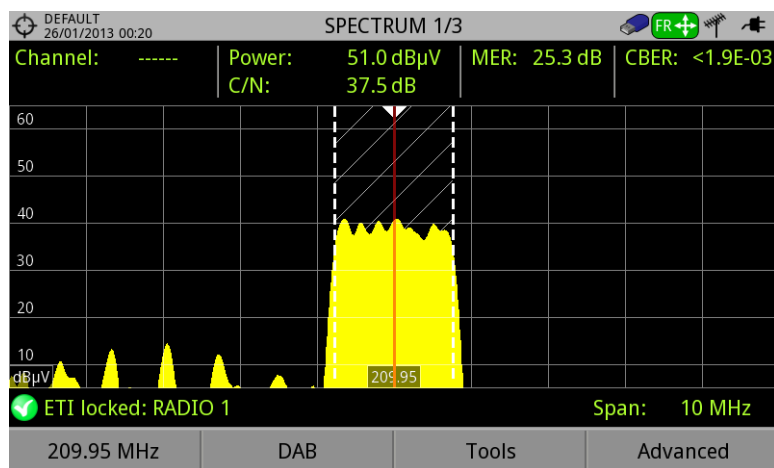 DEFAULT
26/01/2013 00:20
SPECTRUM 1/3
FR
Channel: ------
Power: 51.0 dBµV
MER: 25.3 dB
CBER: <1.9E-03
C/N: 37.5 dB
60
50
40
30
20
10
dBµV
209.95
ETI locked: RADIO 1
Span: 10 MHz
209.95 MHz
DAB
Tools
Advanced